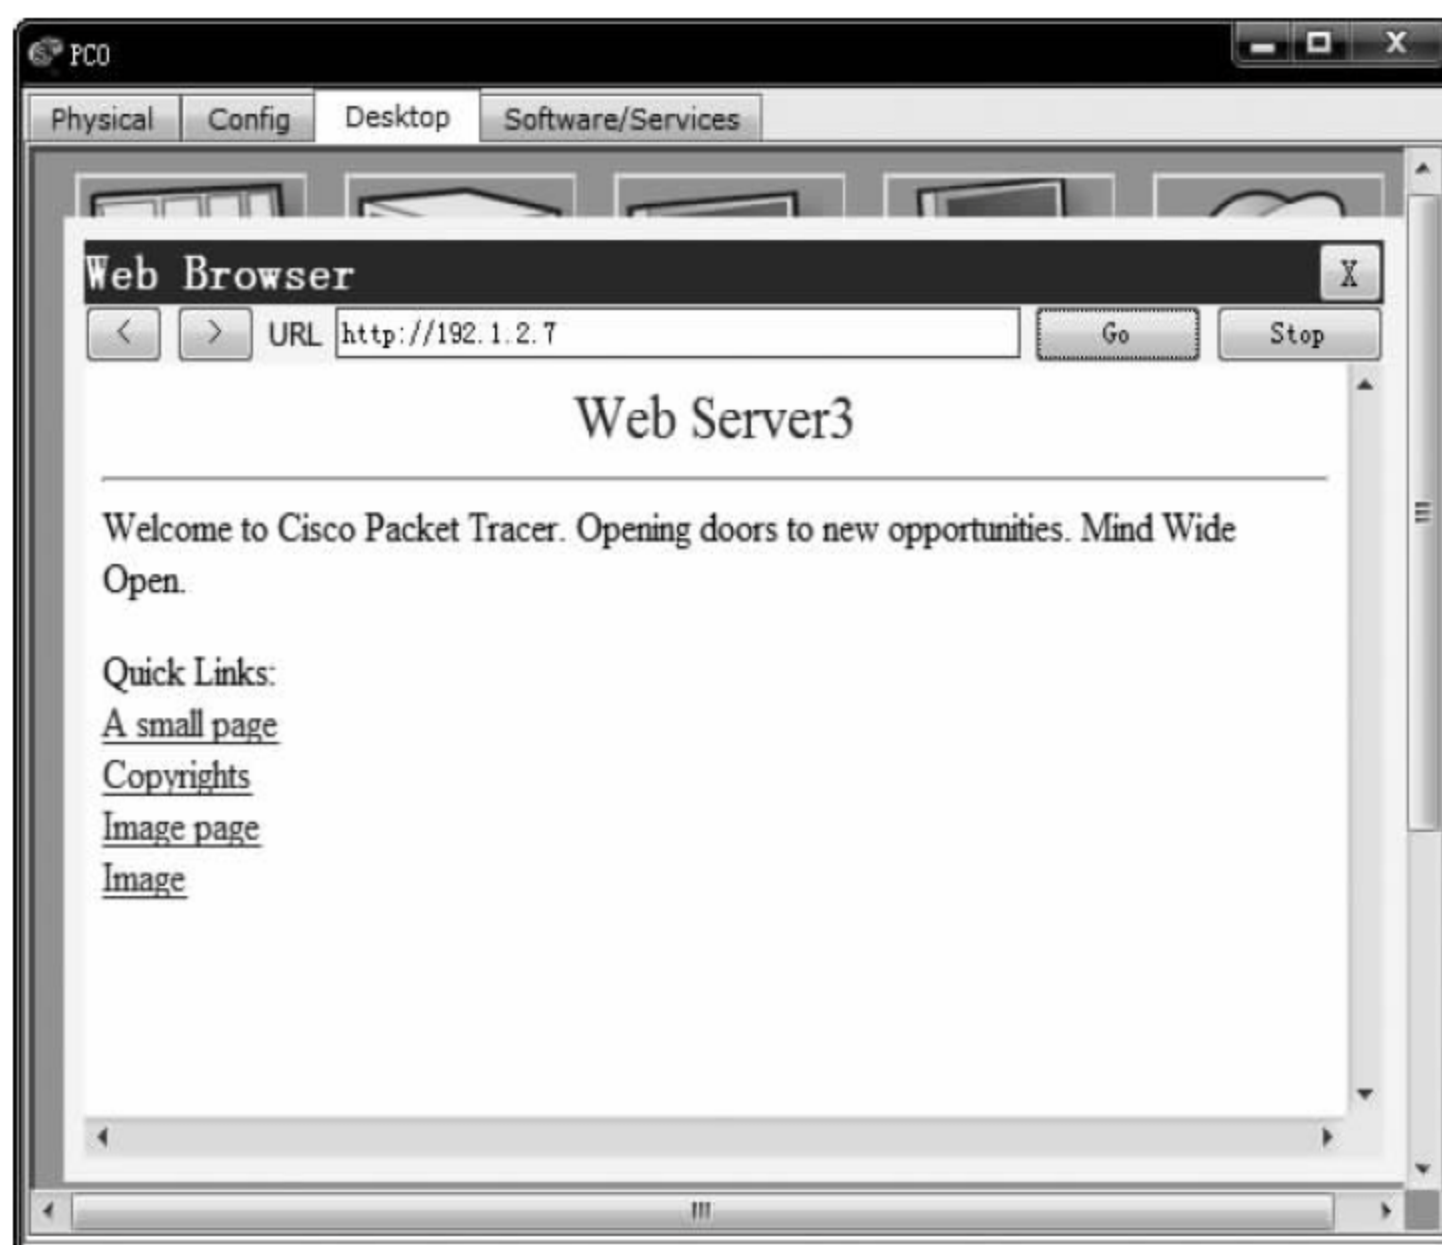 PC0
X
Physical Config Desktop Software/Services
Web Browser X
< > URL http://192.1.2.7 Go Stop
Web Server3
Welcome to Cisco Packet Tracer. Opening doors to new opportunities. Mind Wide
Open.
Quick Links:
A small page
Copyrights
Image page
Image